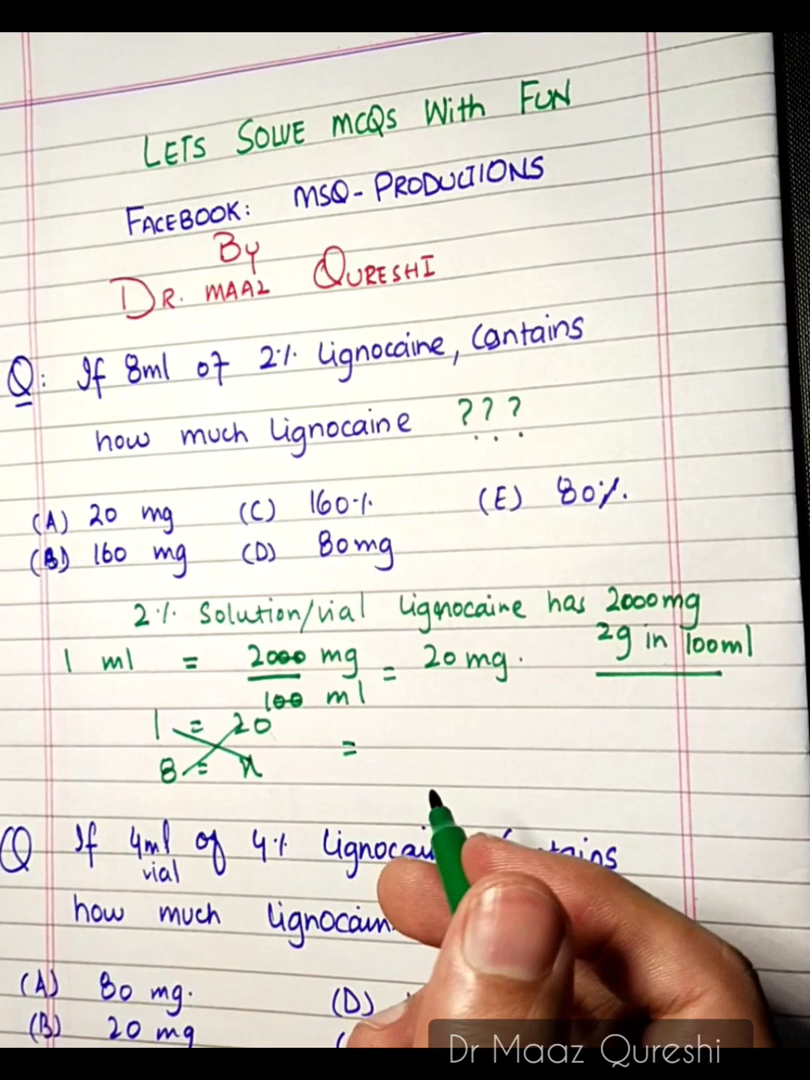 LETS SOLVE MCQs With FUN
FACEBOOK: MSQ-PRODUCTIONS
By
DR. MAAZ QURESHI
Q: If 8ml of 2% lignocaine, Contains
how much lignocaine ???
(A) 20 mg (C) 160% (E) 80%.
(B) 160 mg (D) 80mg
2% Solution/vial lignocaine has 2000mg
2g in 100ml
1 ml = 2000 mg = 20 mg.
100 ml
1 = 20
8 = x =
Q If 4ml of 4%
vial
how much
(A) 80 mg. (D)
(B) 20 mg
Dr Maaz Qureshi